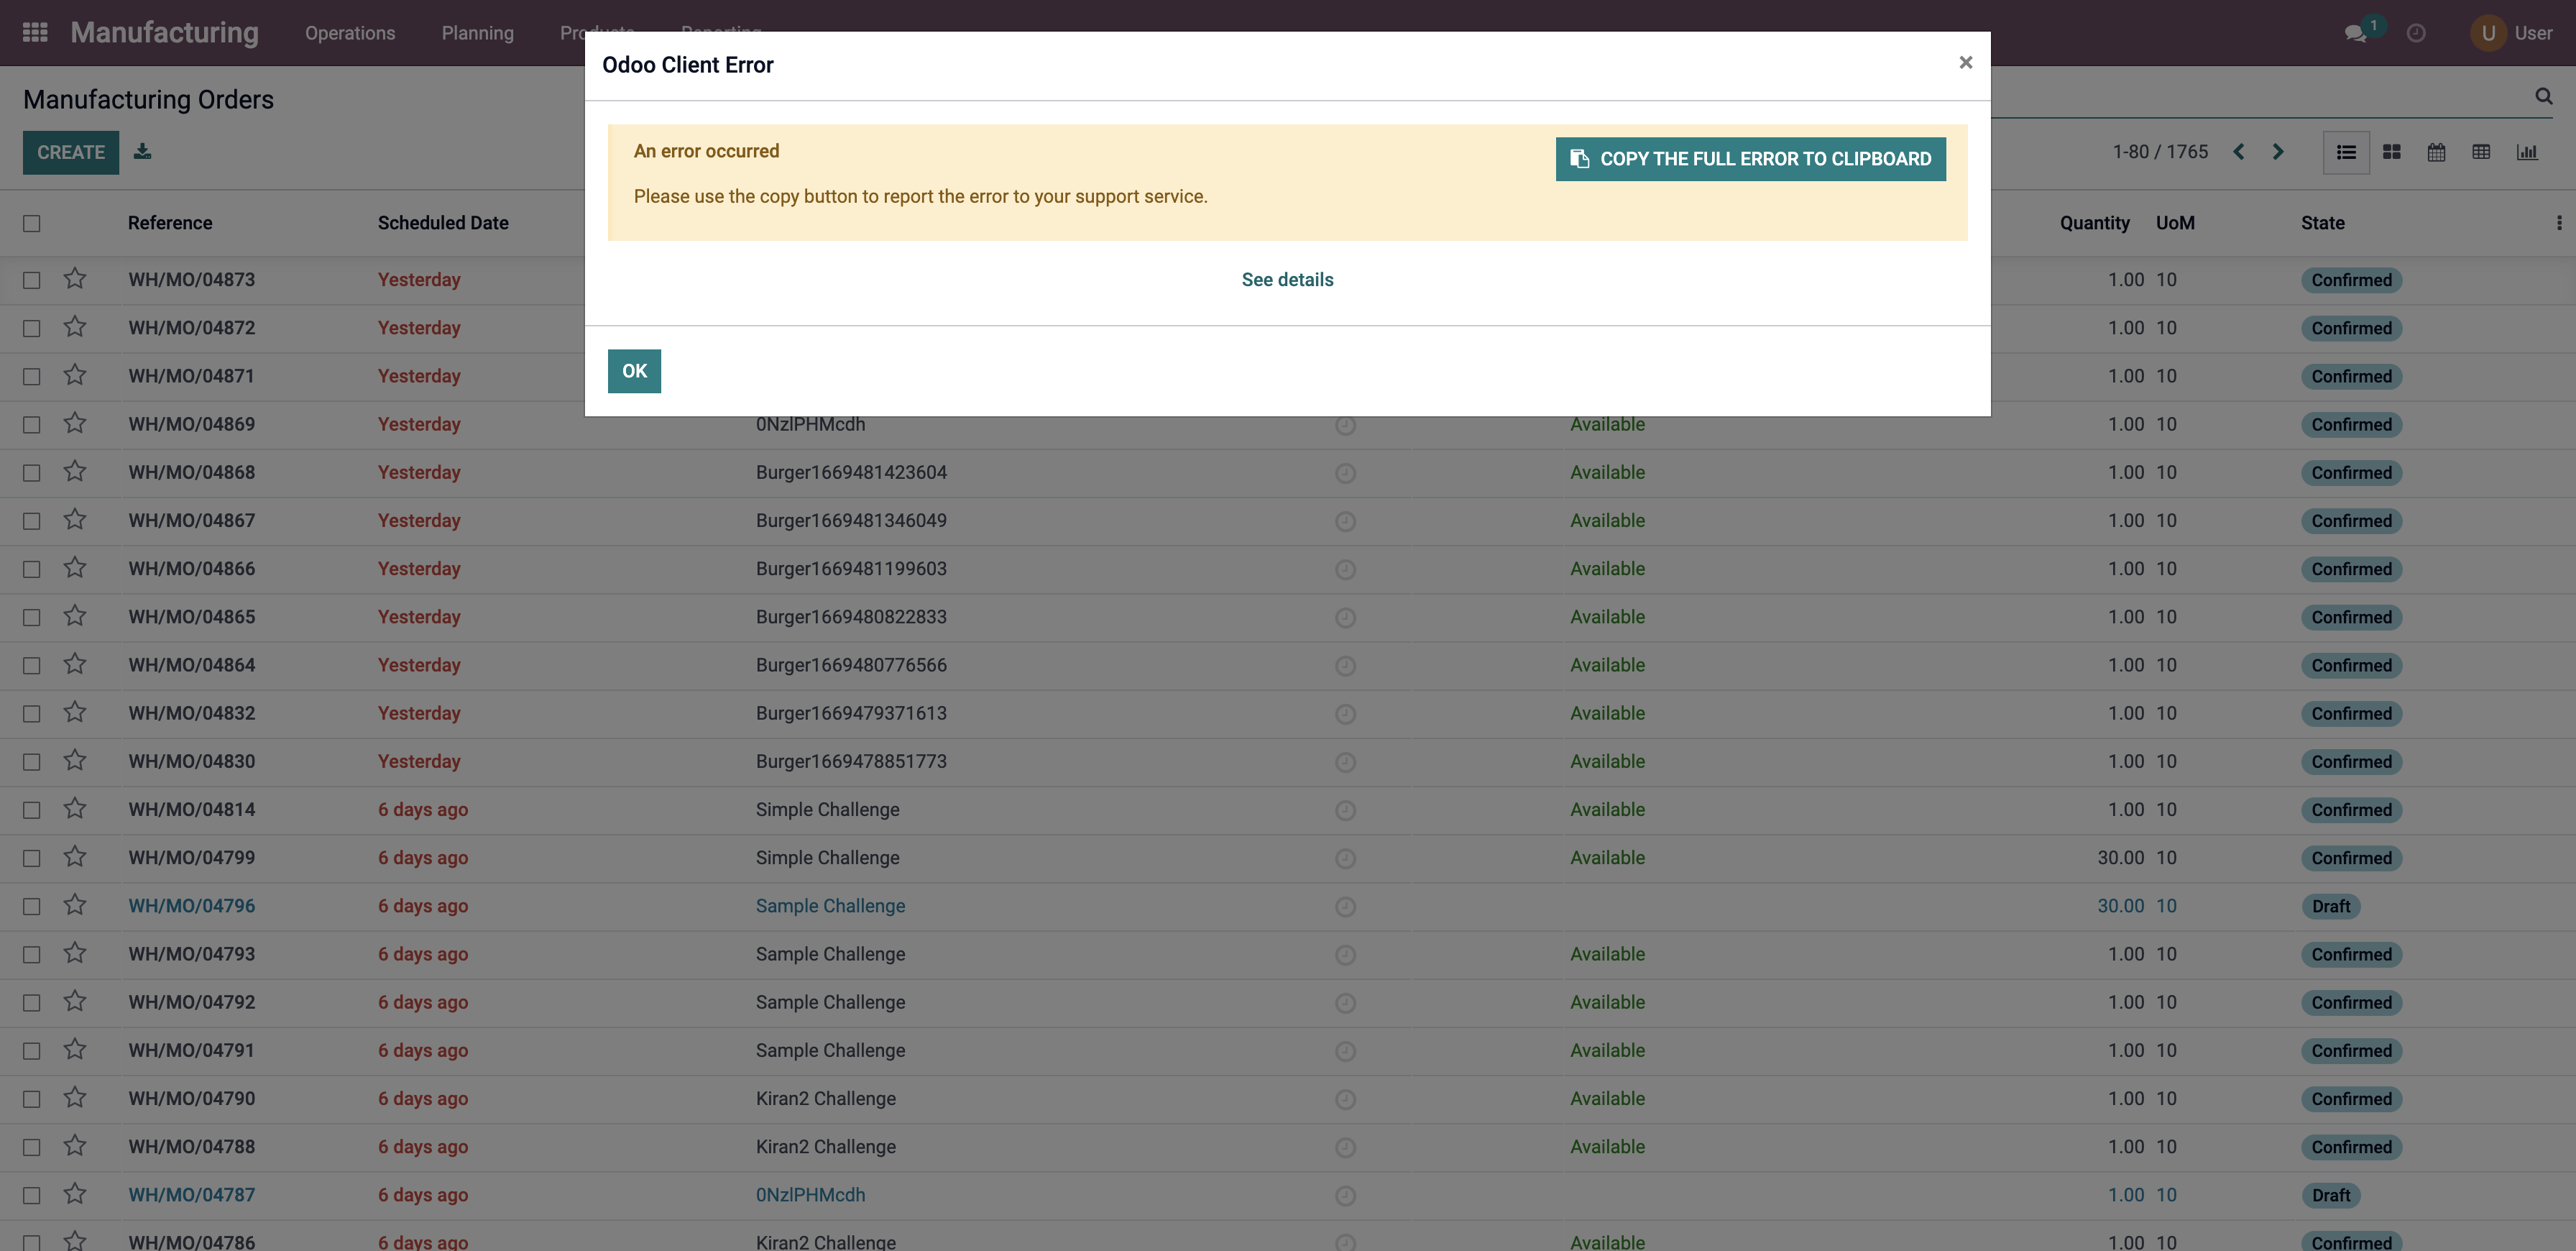 Manufacturing Operations Planning Products Reporting 1 U User
Odoo Client Error ×
Manufacturing Orders
An error occurred
COPY THE FULL ERROR TO CLIPBOARD
Please use the copy button to report the error to your support service.
CREATE 1-80 / 1765
Reference Scheduled Date Quantity UoM State
See details
OK
WH/MO/04873 Yesterday 1.00 10 Confirmed
WH/MO/04872 Yesterday 1.00 10 Confirmed
WH/MO/04871 Yesterday 1.00 10 Confirmed
WH/MO/04869 Yesterday 0NzlPHMcdh Available 1.00 10 Confirmed
WH/MO/04868 Yesterday Burger1669481423604 Available 1.00 10 Confirmed
WH/MO/04867 Yesterday Burger1669481346049 Available 1.00 10 Confirmed
WH/MO/04866 Yesterday Burger1669481199603 Available 1.00 10 Confirmed
WH/MO/04865 Yesterday Burger1669480822833 Available 1.00 10 Confirmed
WH/MO/04864 Yesterday Burger1669480776566 Available 1.00 10 Confirmed
WH/MO/04832 Yesterday Burger1669479371613 Available 1.00 10 Confirmed
WH/MO/04830 Yesterday Burger1669478851773 Available 1.00 10 Confirmed
WH/MO/04814 6 days ago Simple Challenge Available 1.00 10 Confirmed
WH/MO/04799 6 days ago Simple Challenge Available 30.00 10 Confirmed
WH/MO/04796 6 days ago Sample Challenge 30.00 10 Draft
WH/MO/04793 6 days ago Sample Challenge Available 1.00 10 Confirmed
WH/MO/04792 6 days ago Sample Challenge Available 1.00 10 Confirmed
WH/MO/04791 6 days ago Sample Challenge Available 1.00 10 Confirmed
WH/MO/04790 6 days ago Kiran2 Challenge Available 1.00 10 Confirmed
WH/MO/04788 6 days ago Kiran2 Challenge Available 1.00 10 Confirmed
WH/MO/04787 6 days ago 0NzlPHMcdh 1.00 10 Draft
WH/MO/04786 6 days ago Kiran2 Challenge Available 1.00 10 Confirmed